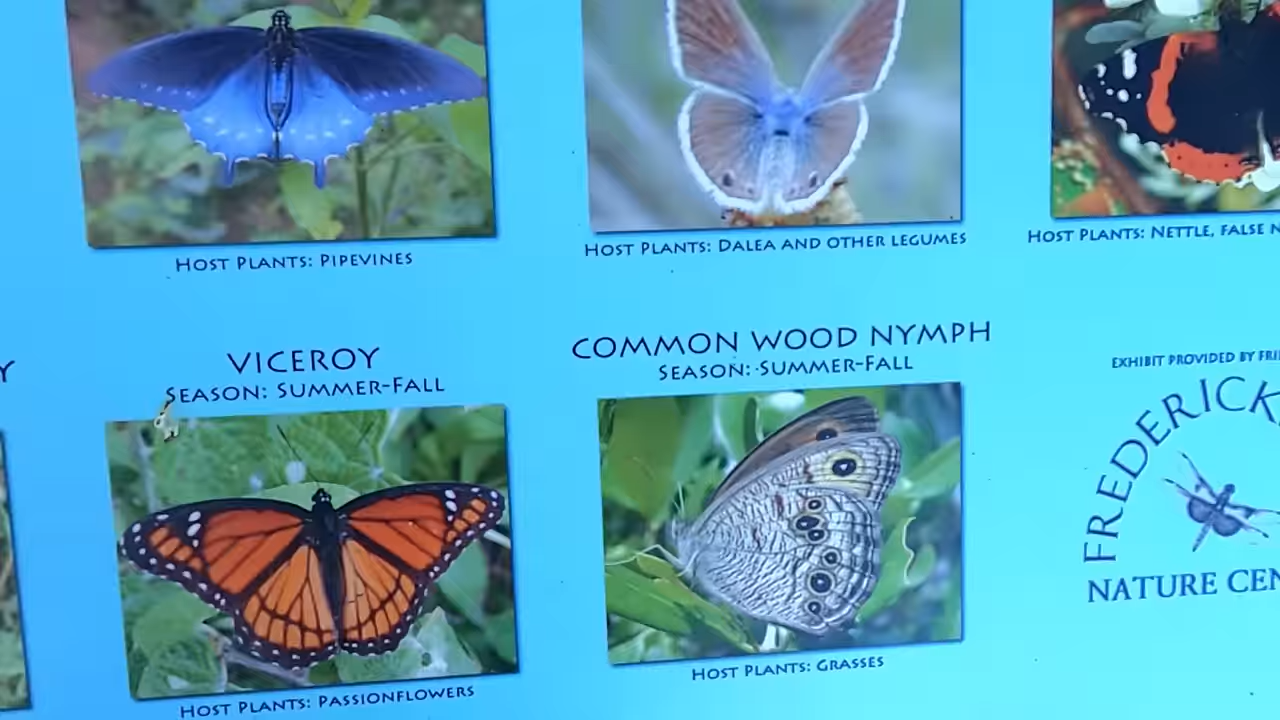 HOST PLANTS: PIPEVINES
HOST PLANTS: DALEA AND OTHER LEGUMES
HOST PLANTS: NETTLE, FALSE
VICEROY
SEASON: SUMMER-FALL
HOST PLANTS: PASSIONFLOWERS
COMMON WOOD NYMPH
SEASON: SUMMER-FALL
HOST PLANTS: GRASSES
EXHIBIT PROVIDED BY
FREDERICK
NATURE